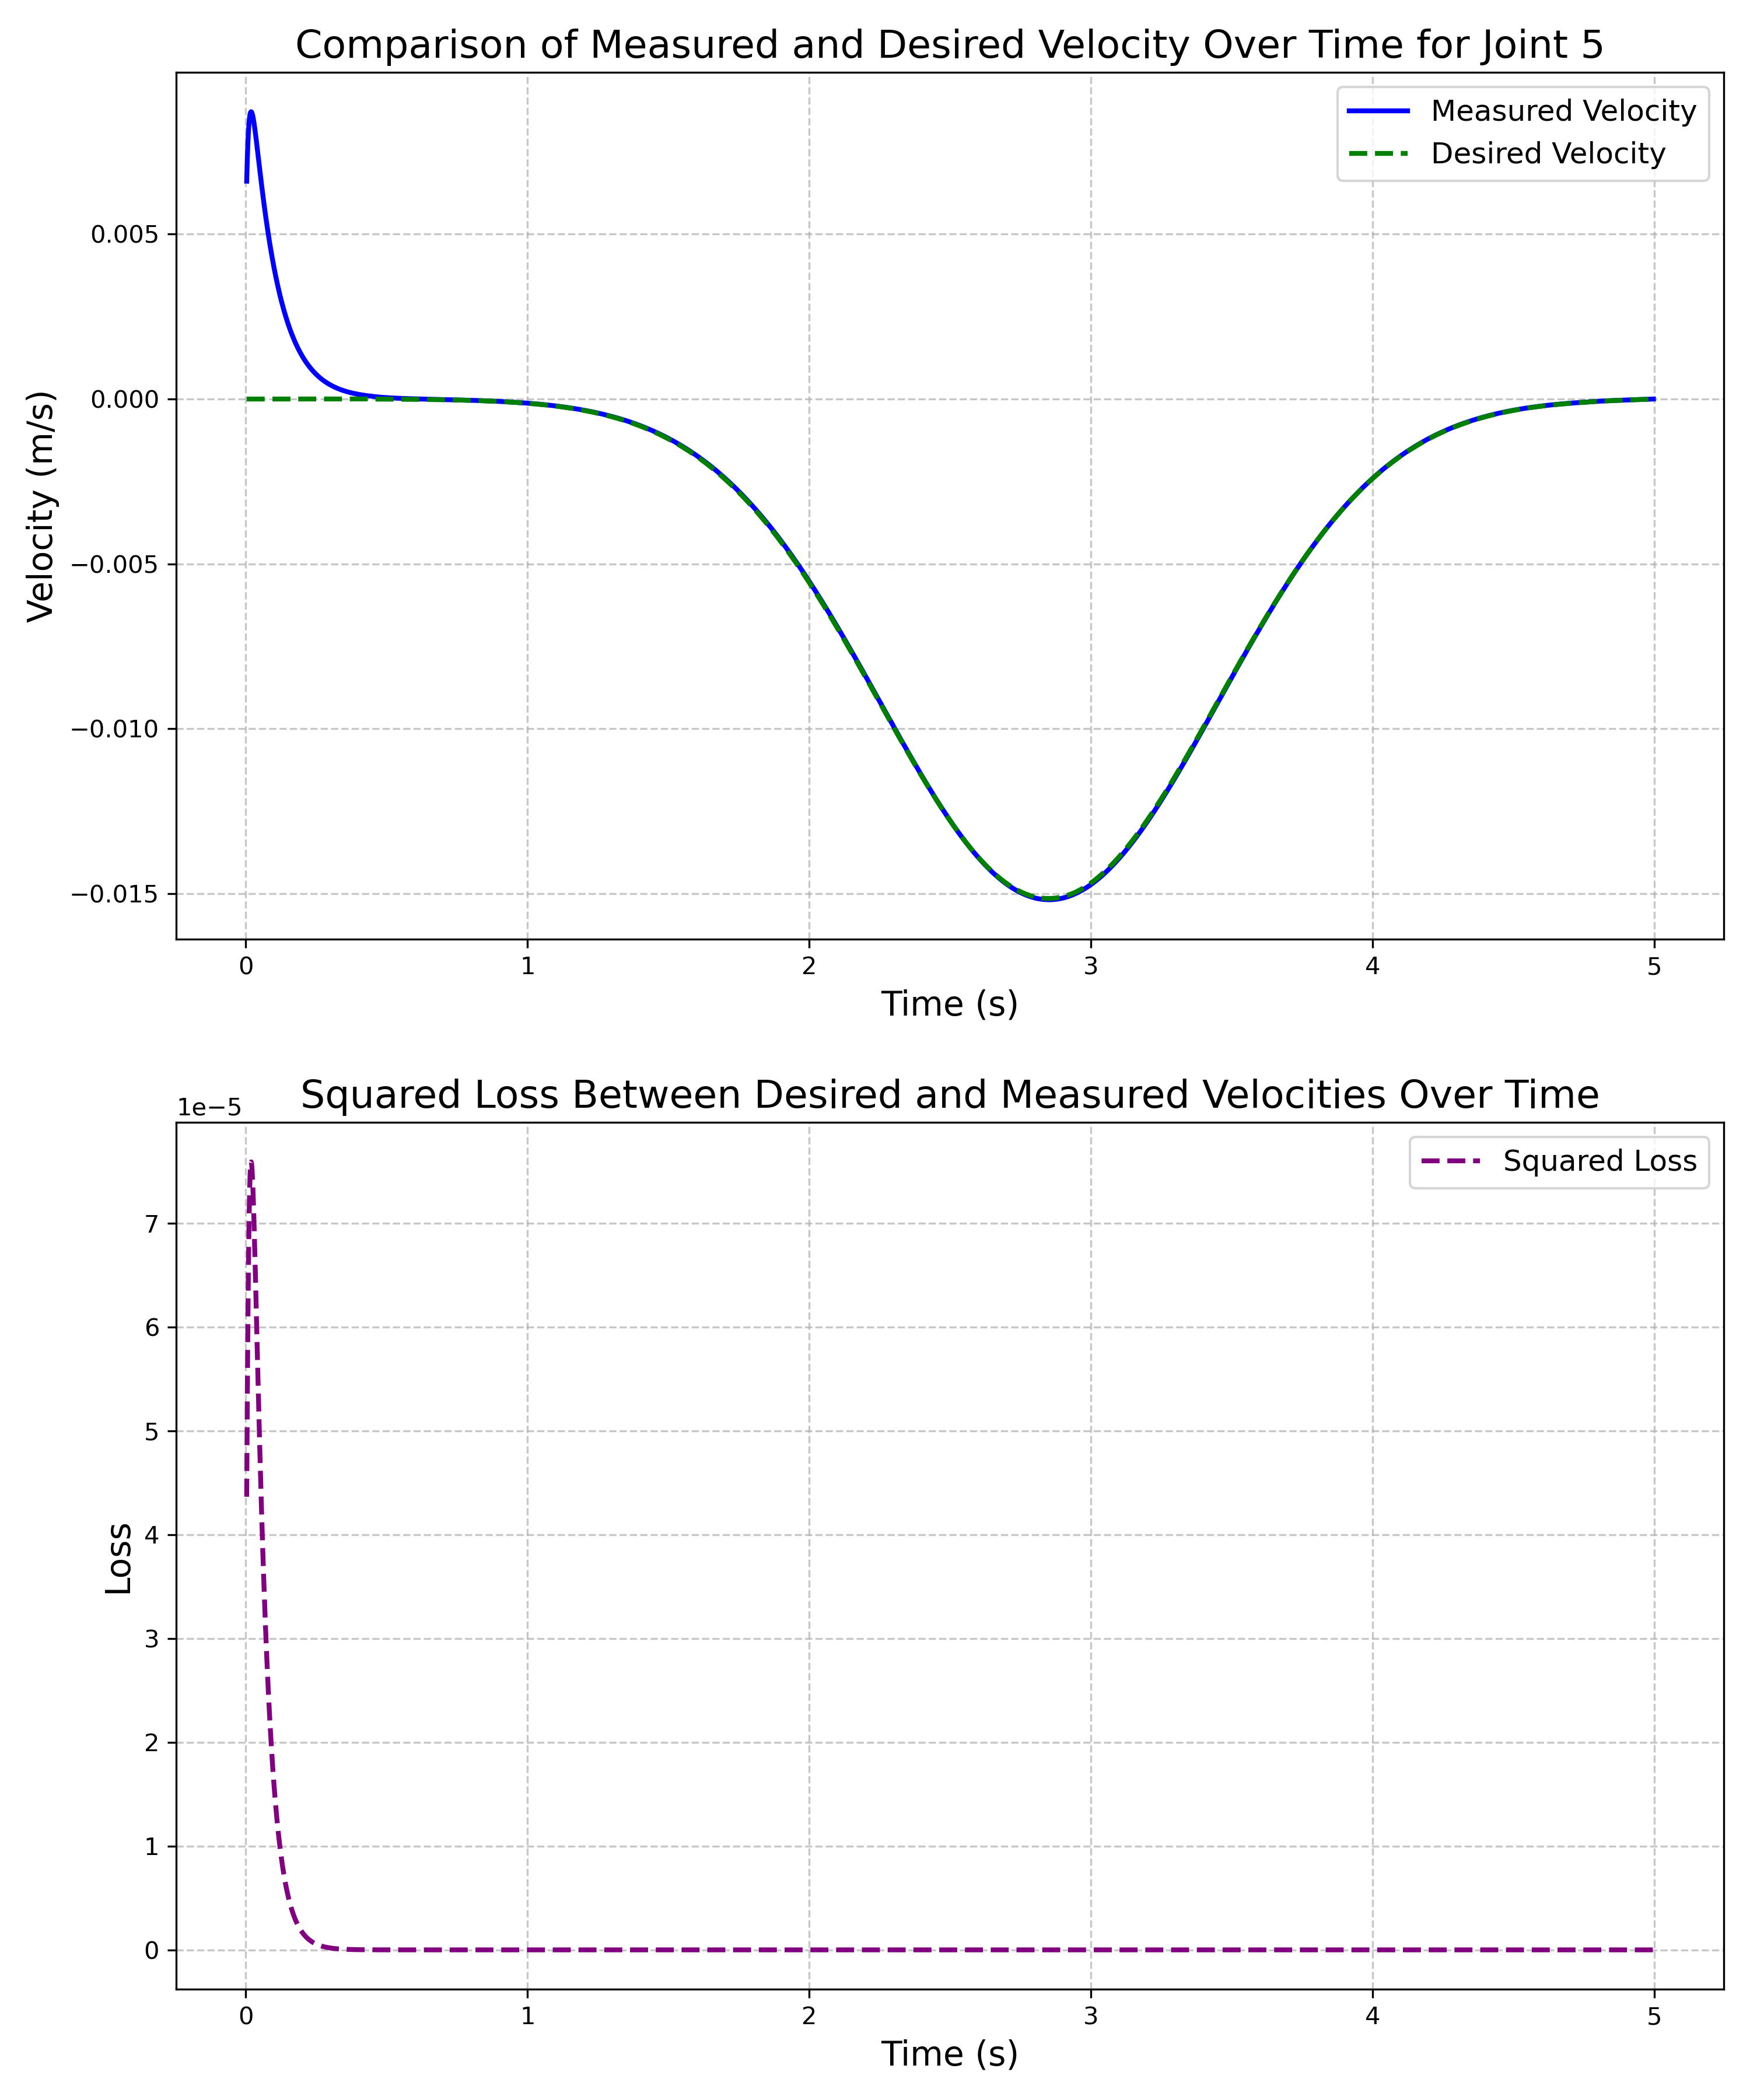 Comparison of Measured and Desired Velocity Over Time for Joint 5
Measured Velocity
Desired Velocity
0.005
0.000
−0.005
−0.010
−0.015
Velocity (m/s)
0 1 2 3 4 5
Time (s)
Squared Loss Between Desired and Measured Velocities Over Time
1e−5
Squared Loss
7
6
5
4
3
2
1
0
Loss
0 1 2 3 4 5
Time (s)